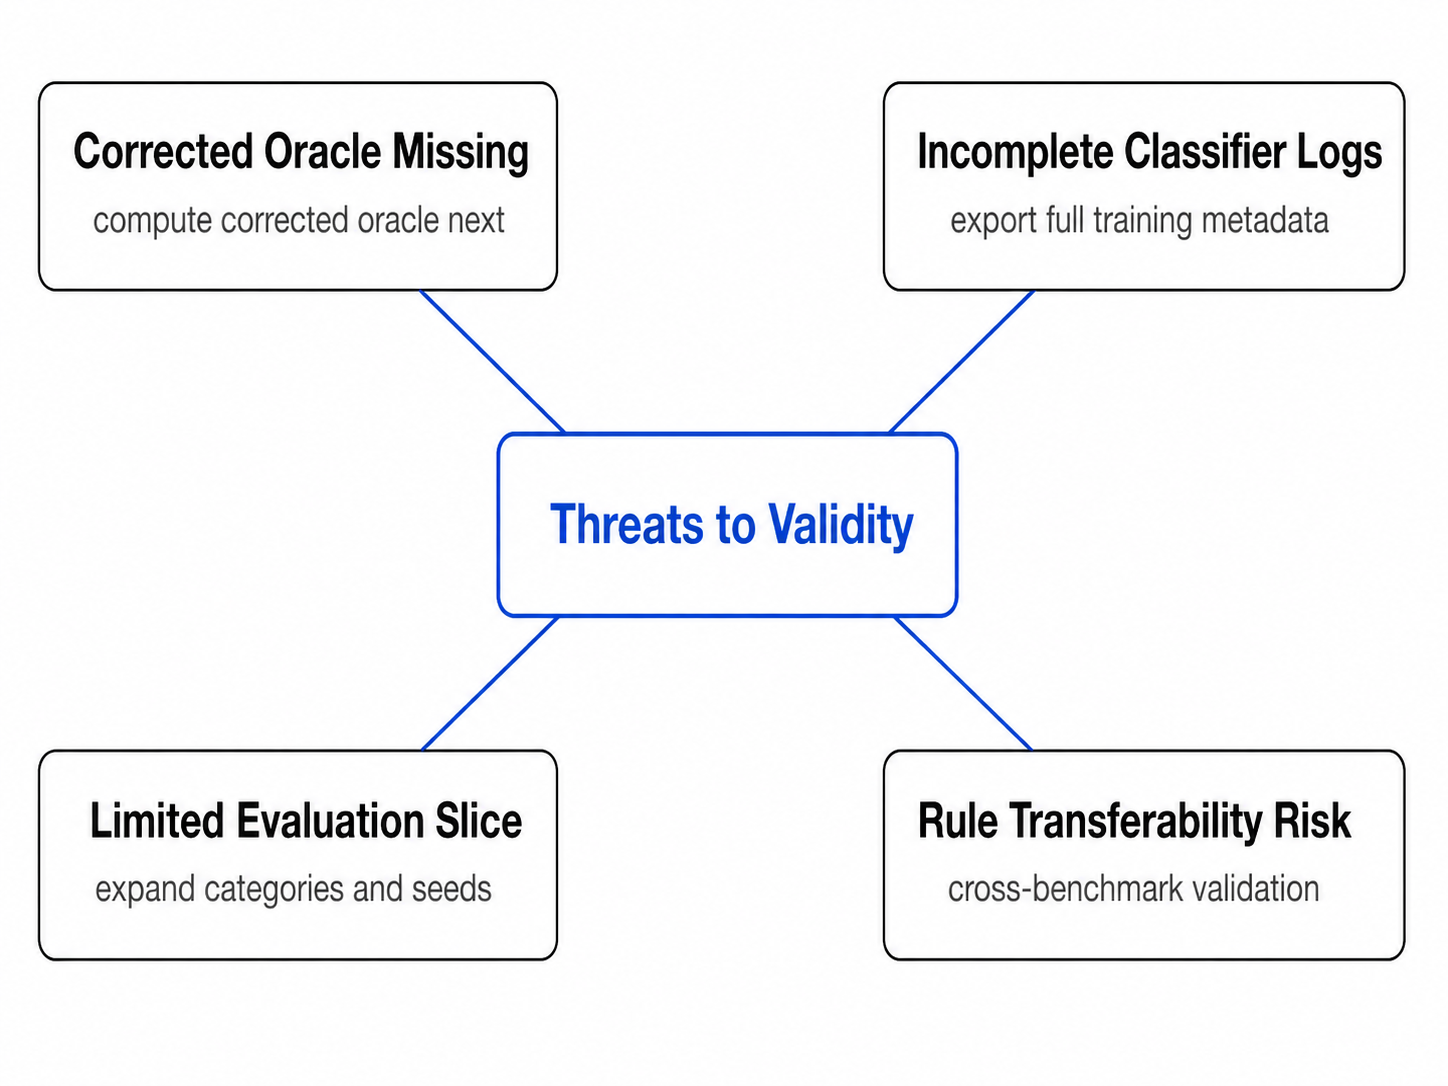 Corrected Oracle Missing
compute corrected oracle next
Incomplete Classifier Logs
export full training metadata
Threats to Validity
Limited Evaluation Slice
expand categories and seeds
Rule Transferability Risk
cross-benchmark validation